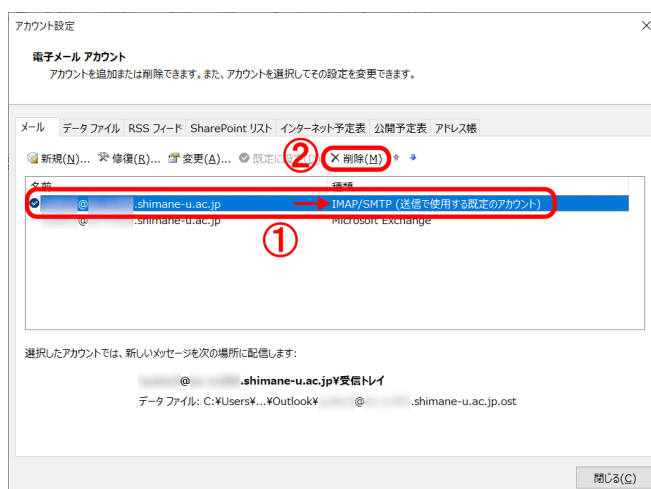 アカウント設定
電子メール アカウント
アカウントを追加または削除できます。また、アカウントを選択してその設定を変更できます。
メール データ ファイル RSS フィード SharePoint リスト インターネット予定表 公開予定表 アドレス帳
新規(N)... 修復(R)... 変更(A)... 既定に ② 削除(M)
名前 種類
@ .shimane-u.ac.jp IMAP/SMTP (送信で使用する既定のアカウント)
@ .shimane-u.ac.jp Microsoft Exchange
①
選択したアカウントでは、新しいメッセージを次の場所に配信します:
@ .shimane-u.ac.jp¥受信トレイ
データ ファイル: C:¥Users¥...¥Outlook¥ @ .shimane-u.ac.jp.ost
閉じる(C)